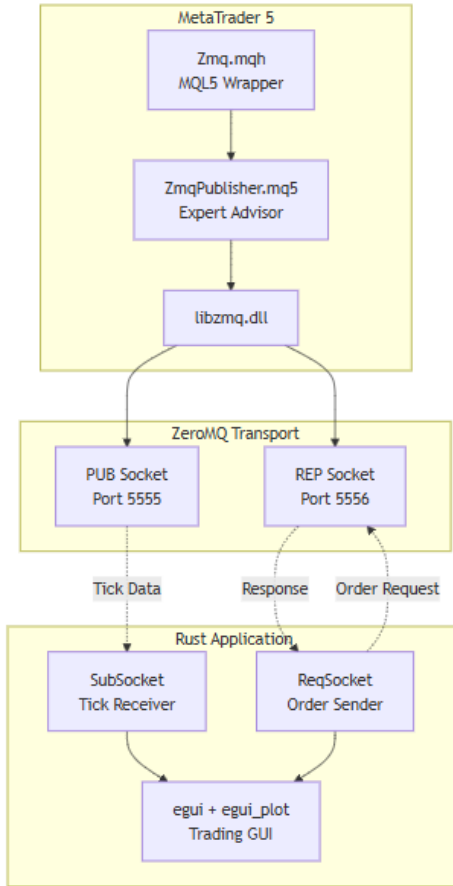 MetaTrader 5
Zmq.mqh
MQL5 Wrapper
ZmqPublisher.mq5
Expert Advisor
libzmq.dll
ZeroMQ Transport
PUB Socket
Port 5555
REP Socket
Port 5556
Tick Data
Response
Order Request
Rust Application
SubSocket
Tick Receiver
ReqSocket
Order Sender
egui + egui_plot
Trading GUI